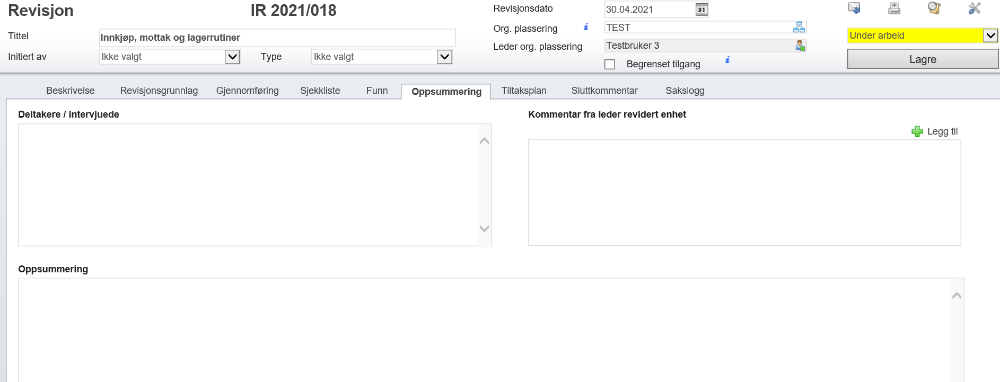 Revisjon
IR 2021/018
Revisjonsdato
30.04.2021
31
Tittel
Innkjøp, mottak og lagerrutiner
Org. plassering
i
TEST
Under arbeid
Leder org. plassering
Testbruker 3
Initiert av
Ikke valgt
Type
Ikke valgt
Begrenset tilgang
i
Lagre
Beskrivelse
Revisjonsgrunnlag
Gjennomføring
Sjekkliste
Funn
Oppsummering
Tiltaksplan
Sluttkommentar
Sakslogg
Deltakere / intervjuede
Kommentar fra leder revidert enhet
Legg til
Oppsummering